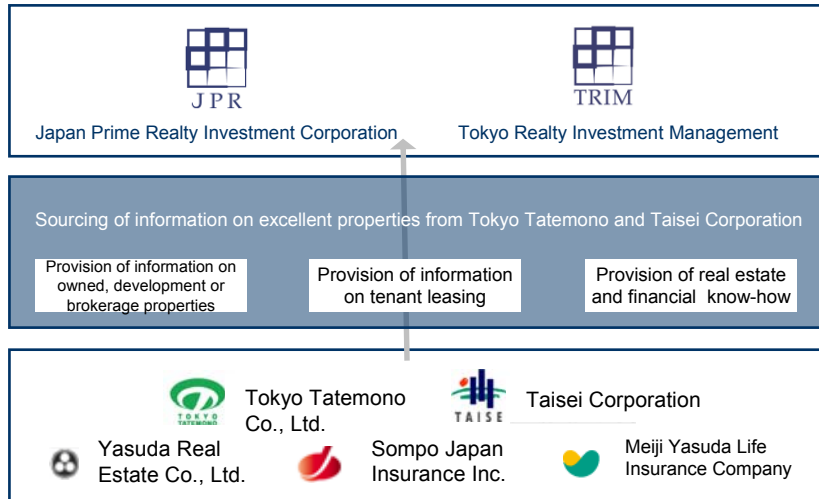 JPR
TRIM
Japan Prime Realty Investment Corporation
Tokyo Realty Investment Management
Sourcing of information on excellent properties from Tokyo Tatemono and Taisei Corporation
Provision of information on
owned, development or
brokerage properties
Provision of information
on tenant leasing
Provision of real estate
and financial know-how
TOKYO
TATEMONO
Tokyo Tatemono
Co., Ltd.
TAISE
Taisei Corporation
Yasuda Real
Estate Co., Ltd.
Sompo Japan
Insurance Inc.
Meiji Yasuda Life
Insurance Company